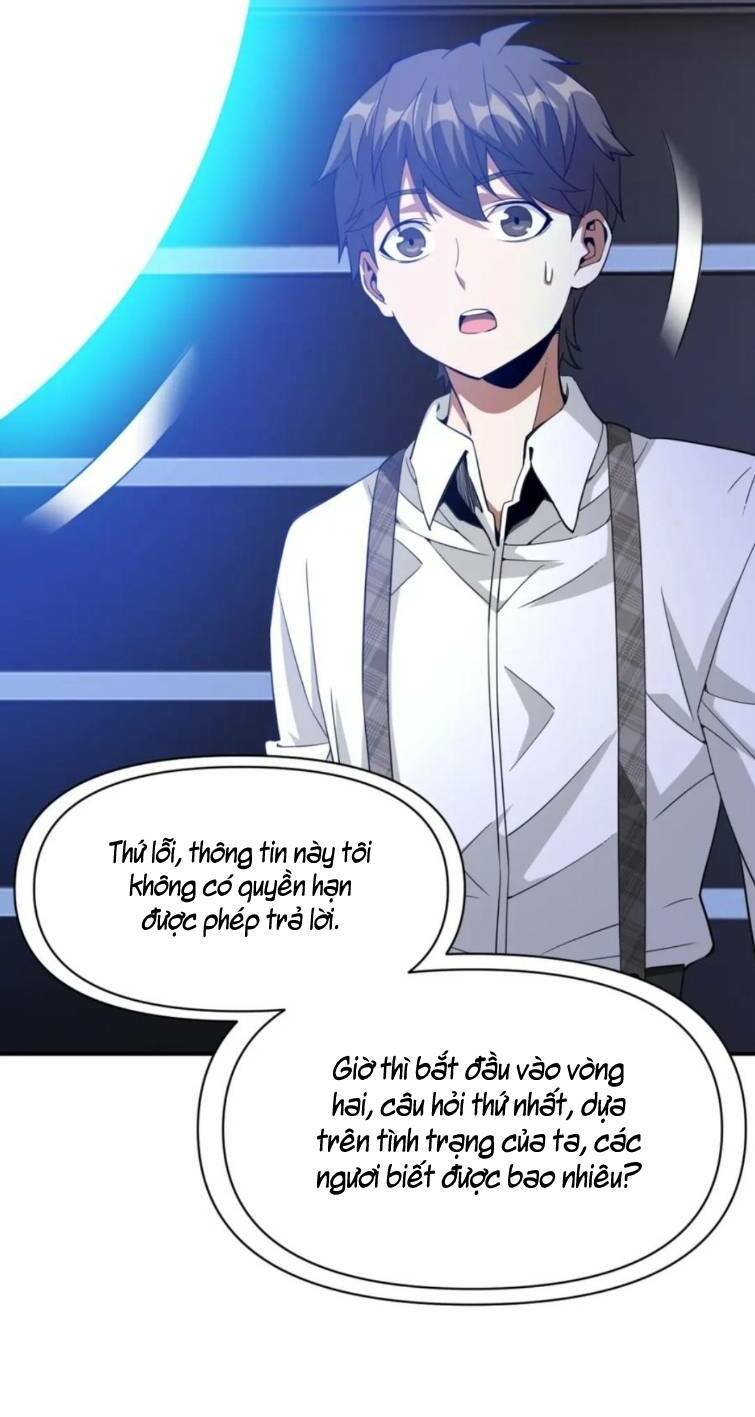 Thứ lỗi, thông tin này tôi
không có quyền hạn
được phép trả lời.
Giờ thì bắt đầu vào vòng
hai, câu hỏi thứ nhất, dựa
trên tình trạng của ta, các
ngươi biết được bao nhiêu?